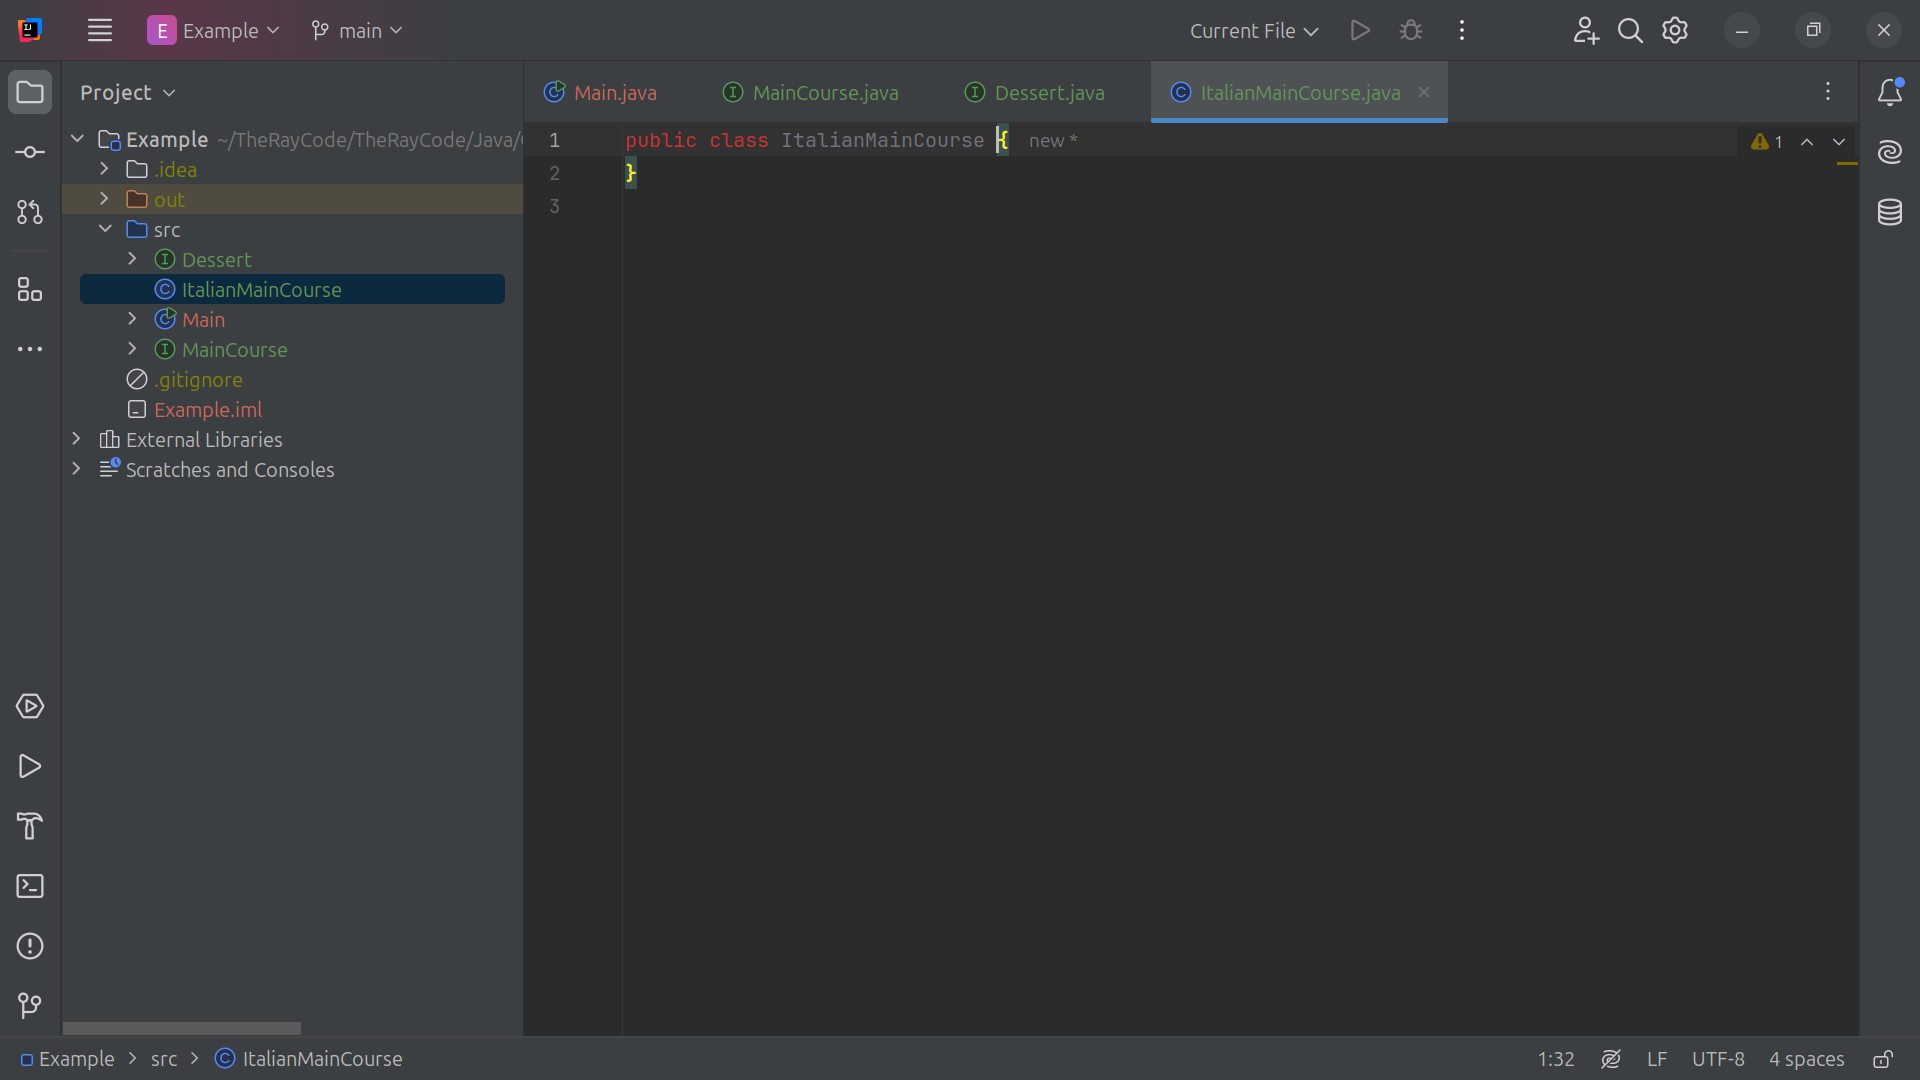 E Example main Current File
Project
Main.java MainCourse.java Dessert.java ItalianMainCourse.java
Example ~/TheRayCode/TheRayCode/Java/
.idea
out
src
Dessert
ItalianMainCourse
Main
MainCourse
.gitignore
Example.iml
External Libraries
Scratches and Consoles
1 public class ItalianMainCourse { new *
2 }
3
1
Example > src > ItalianMainCourse
1:32 LF UTF-8 4 spaces